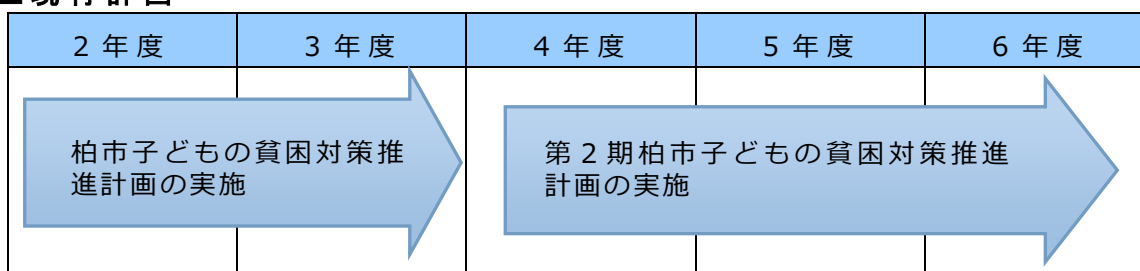 2年度 3年度 4年度 5年度 6年度
柏市子どもの貧困対策推
進計画の実施
第2期柏市子どもの貧困対策推進
計画の実施